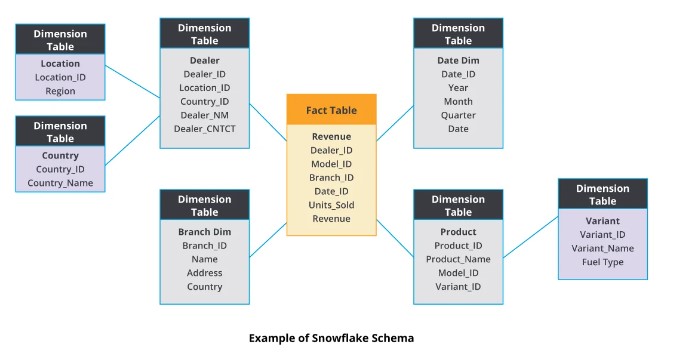 Dimension
Table
Location
Location_ID
Region
Dimension
Table
Country
Country_ID
Country_Name
Dimension
Table
Dealer
Dealer_ID
Location_ID
Country_ID
Dealer_NM
Dealer_CNTCT
Dimension
Table
Branch Dim
Branch_ID
Name
Address
Country
Fact Table
Revenue
Dealer_ID
Model_ID
Branch_ID
Date_ID
Units_Sold
Revenue
Dimension
Table
Date Dim
Date_ID
Year
Month
Quarter
Date
Dimension
Table
Product
Product_ID
Product_Name
Model_ID
Variant_ID
Dimension
Table
Variant
Variant_ID
Variant_Name
Fuel Type
Example of Snowflake Schema